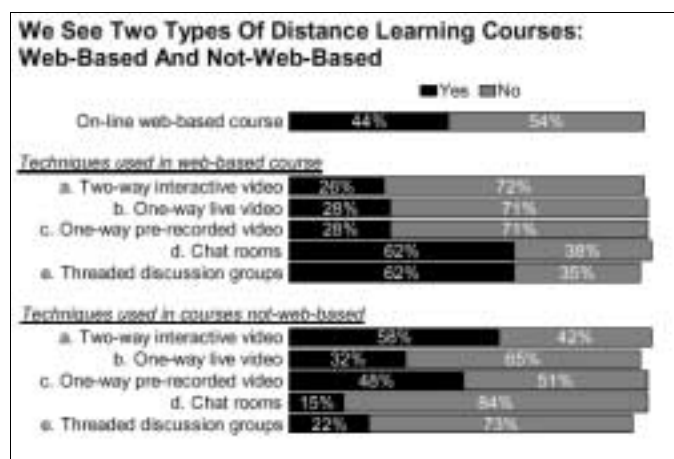 We See Two Types Of Distance Learning Courses:
Web-Based And Not-Web-Based
Yes No
On-line web-based course 44% 54%
Techniques used in web-based course
a. Two-way interactive video 26% 72%
b. One-way live video 28% 71%
c. One-way pre-recorded video 28% 71%
d. Chat rooms 62% 38%
e. Threaded discussion groups 62% 35%
Techniques used in courses not-web-based
a. Two-way interactive video 58% 42%
b. One-way live video 32% 65%
c. One-way pre-recorded video 48% 51%
d. Chat rooms 15% 84%
e. Threaded discussion groups 22% 73%